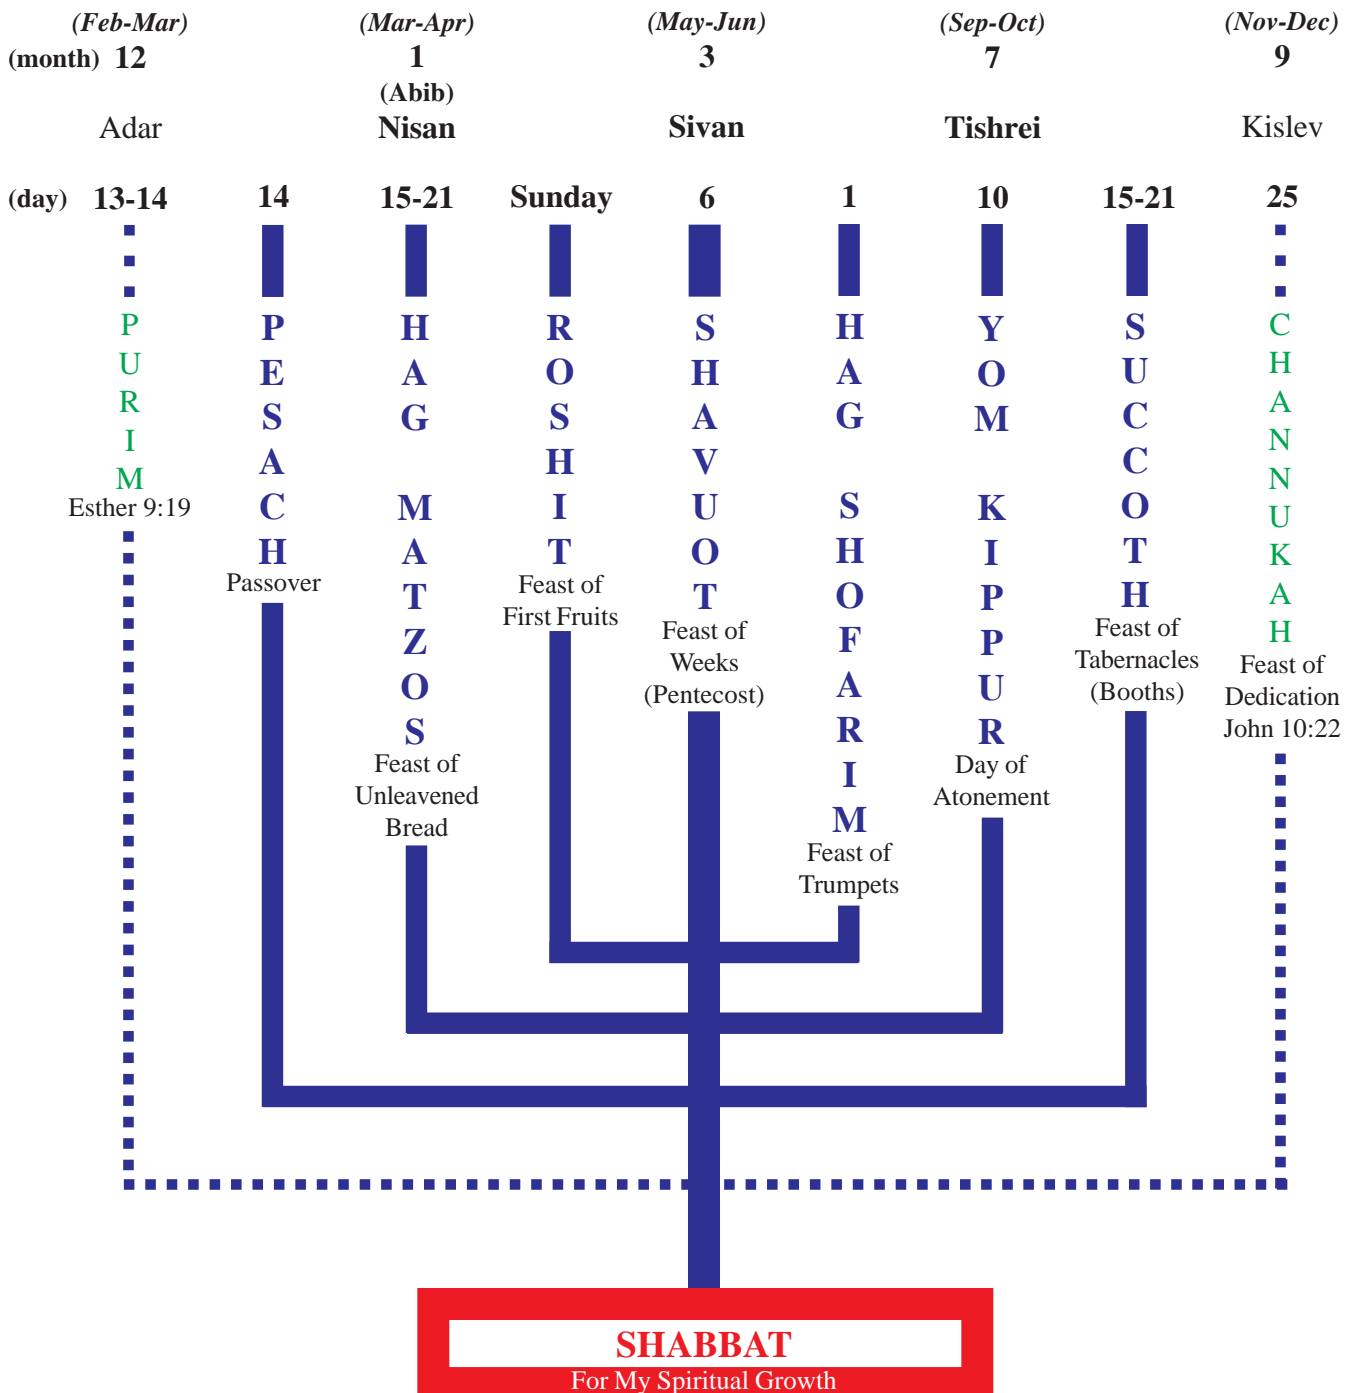 (Feb-Mar) (Mar-Apr) (May-Jun) (Sep-Oct) (Nov-Dec)
(month) 12 1 3 7 9
(Abib)
Adar Nisan Sivan Tishrei Kislev
(day) 13-14 14 15-21 Sunday 6 1 10 15-21 25
PURIM
Esther 9:19
PESACH
Passover
HAG MATZOS
Feast of
Unleavened
Bread
ROSHIT
Feast of
First Fruits
SHAVUOT
Feast of
Weeks
(Pentecost)
HAG SHOFARIM
Feast of
Trumpets
YOM KIPPUR
Day of
Atonement
SUCCOTH
Feast of
Tabernacles
(Booths)
CHANNUKAH
Feast of
Dedication
John 10:22
SHABBAT
For My Spiritual Growth